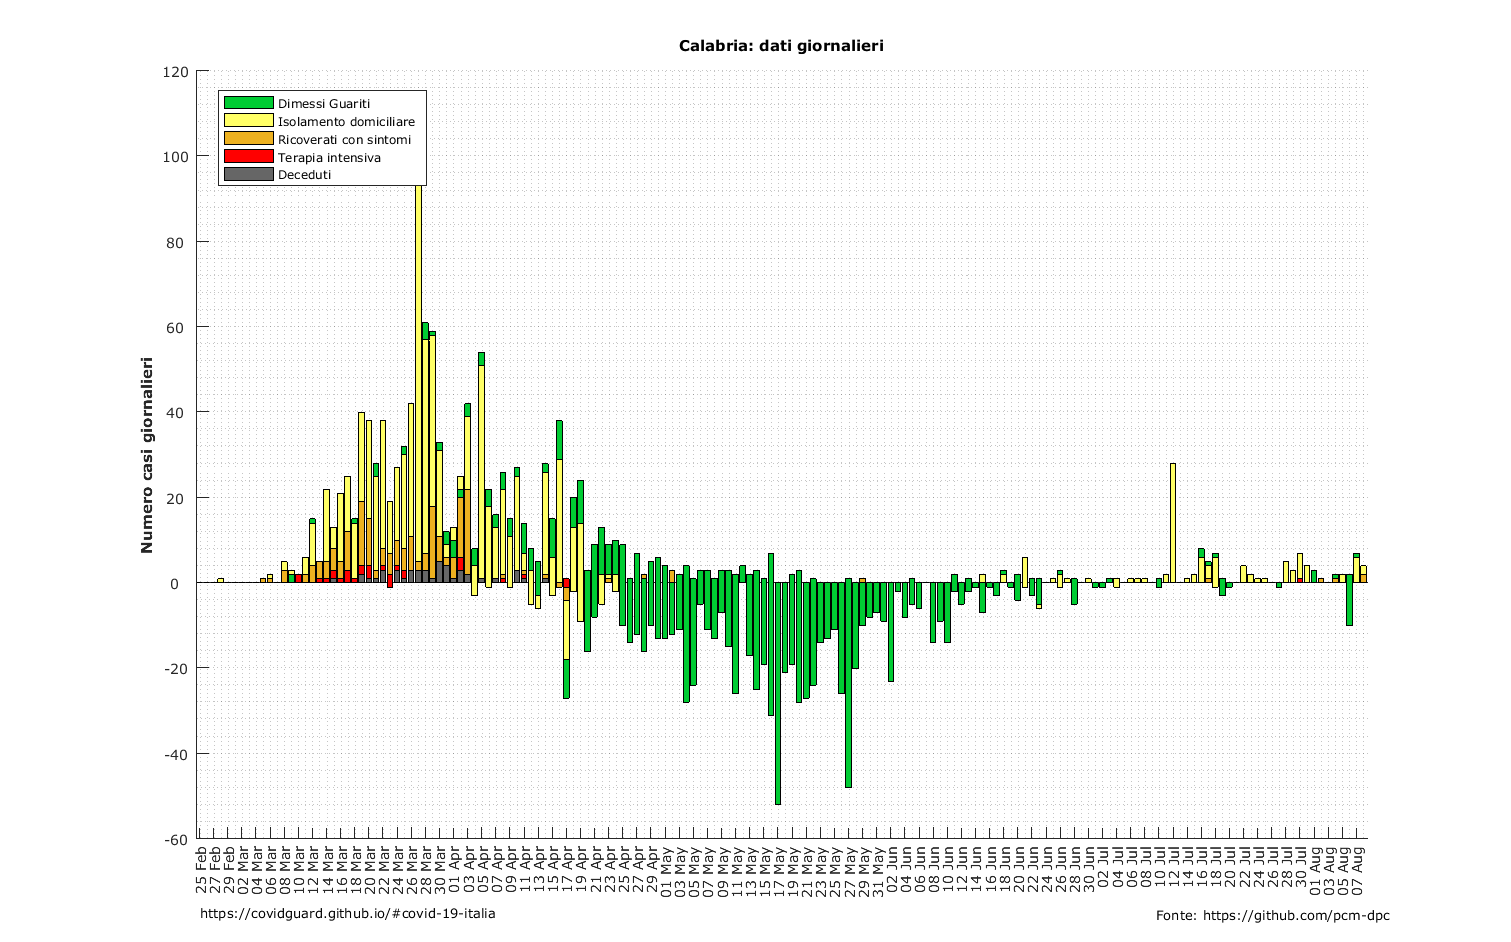 Calabria: dati giornalieri
120
100
80
60
40
20
0
-20
-40
-60
Numero casi giornalieri
Dimessi Guariti
Isolamento domiciliare
Ricoverati con sintomi
Terapia intensiva
Deceduti
25 Feb
27 Feb
29 Feb
02 Mar
04 Mar
06 Mar
08 Mar
10 Mar
12 Mar
14 Mar
16 Mar
18 Mar
20 Mar
22 Mar
24 Mar
26 Mar
28 Mar
30 Mar
01 Apr
03 Apr
05 Apr
07 Apr
09 Apr
11 Apr
13 Apr
15 Apr
17 Apr
19 Apr
21 Apr
23 Apr
25 Apr
27 Apr
29 Apr
01 May
03 May
05 May
07 May
09 May
11 May
13 May
15 May
17 May
19 May
21 May
23 May
25 May
27 May
29 May
31 May
02 Jun
04 Jun
06 Jun
08 Jun
10 Jun
12 Jun
14 Jun
16 Jun
18 Jun
20 Jun
22 Jun
24 Jun
26 Jun
28 Jun
30 Jun
02 Jul
04 Jul
06 Jul
08 Jul
10 Jul
12 Jul
14 Jul
16 Jul
18 Jul
20 Jul
22 Jul
24 Jul
26 Jul
28 Jul
30 Jul
01 Aug
03 Aug
05 Aug
07 Aug
https://covidguard.github.io/#covid-19-italia
Fonte: https://github.com/pcm-dpc